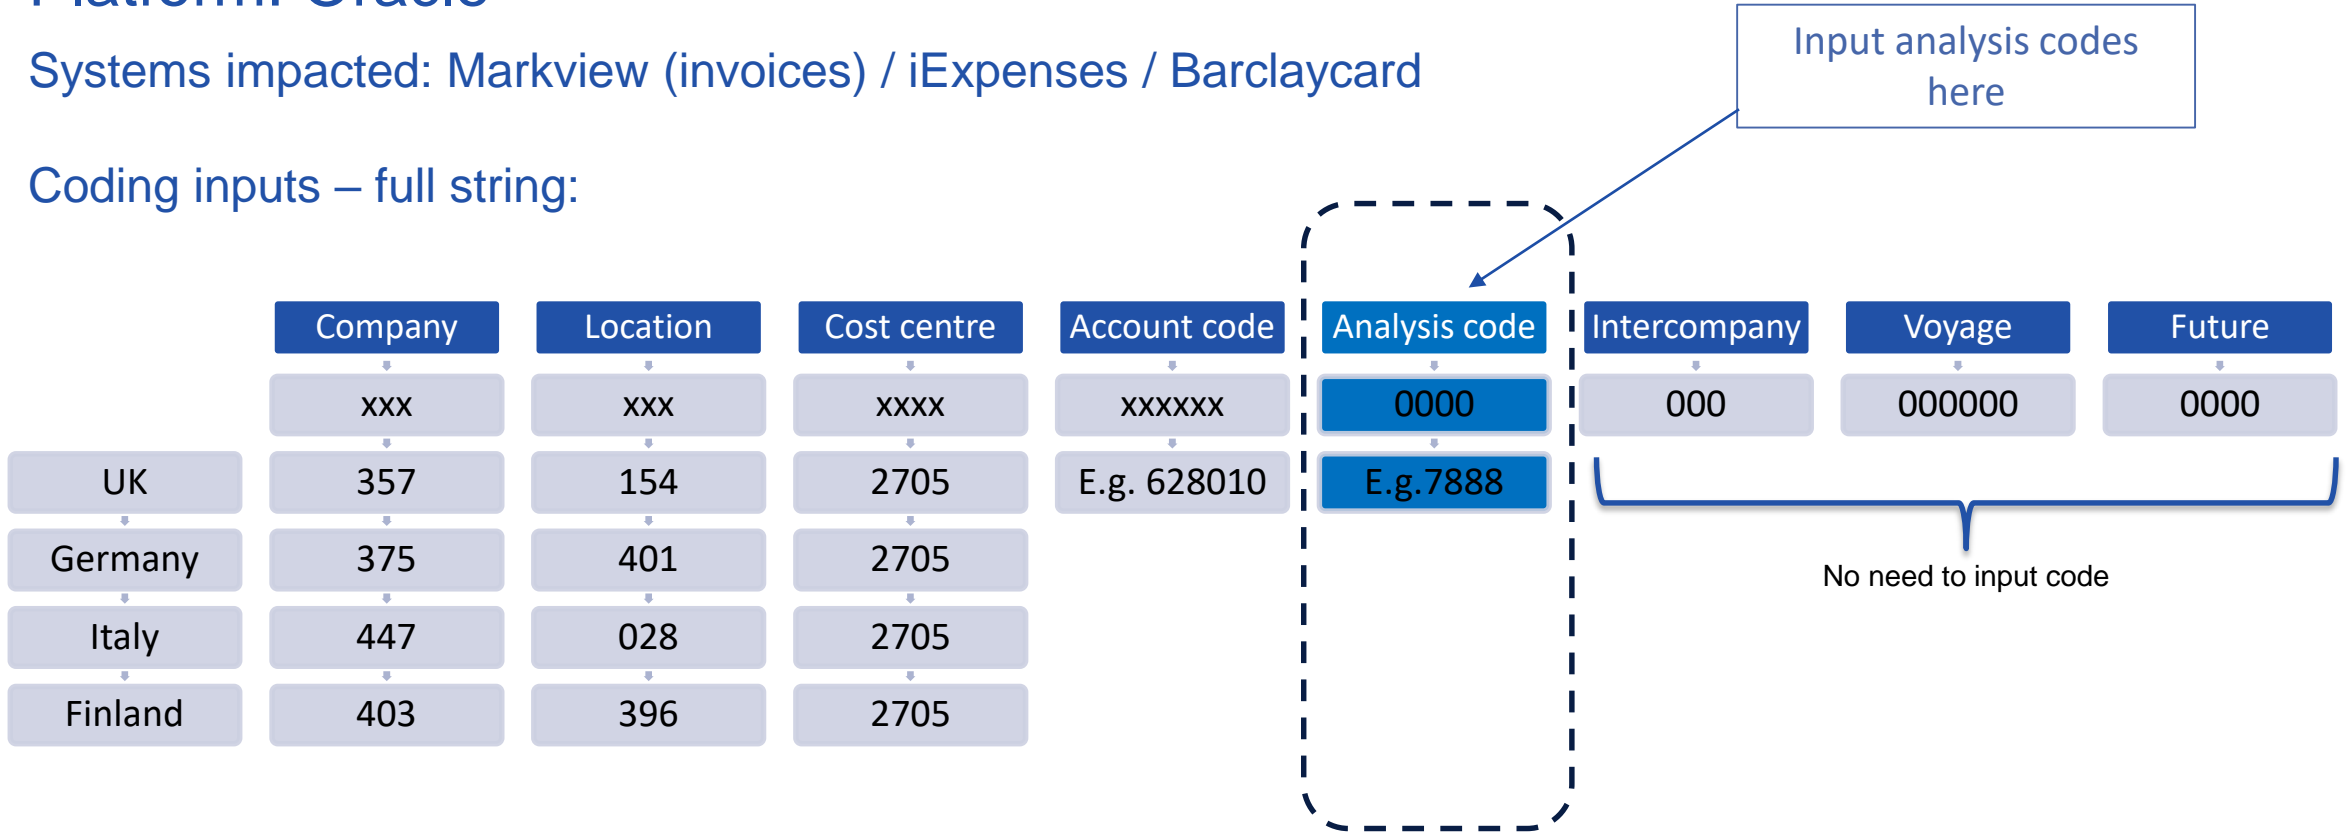 Platform: Oracle
Systems impacted: Markview (invoices) / iExpenses / Barclaycard
Input analysis codes
here
Coding inputs – full string:
Company Location Cost centre Account code Analysis code Intercompany Voyage Future
xxx xxx xxxx xxxxxx 0000 000 000000 0000
UK 357 154 2705 E.g. 628010 E.g.7888
Germany 375 401 2705
No need to input code
Italy 447 028 2705
Finland 403 396 2705